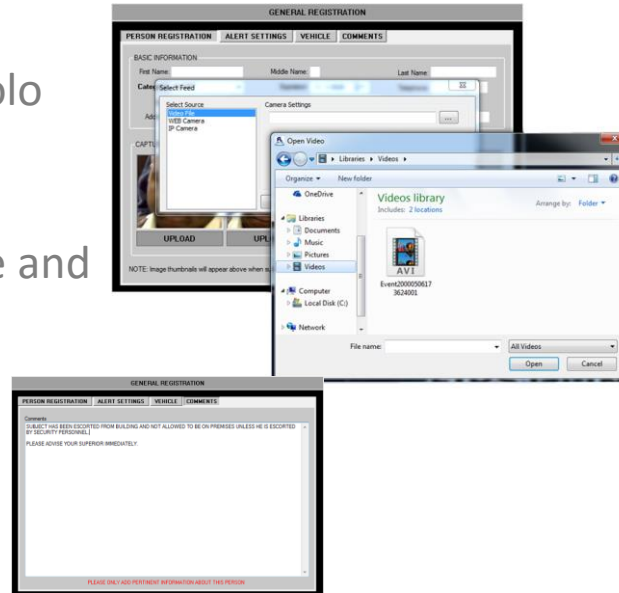 olo
e and
GENERAL REGISTRATION
PERSON REGISTRATION ALERT SETTINGS VEHICLE COMMENTS
BASIC INFORMATION
First Name: Middle Name: Last Name:
Select Feed
Select Source Camera Settings
Video File
WEB Camera
IP Camera
...
UPLOAD
NOTE: Image thumbnails will appear above when
Open Video
Libraries Videos
Organize New folder
OneDrive
Libraries
Documents
Music
Pictures
Videos
Computer
Local Disk (C:)
Network
Videos library
Includes: 2 locations
Arrange by: Folder
AVI
Event2000050617
3624001
File name: All Videos
Open Cancel
GENERAL REGISTRATION
PERSON REGISTRATION ALERT SETTINGS VEHICLE COMMENTS
Comments
SUBJECT HAS BEEN ESCORTED FROM BUILDING AND NOT ALLOWED TO BE ON PREMISES UNLESS HE IS ESCORTED
BY SECURITY PERSONNEL.
PLEASE ADVISE YOUR SUPERIOR IMMEDIATELY.
PLEASE ONLY ADD PERTINENT INFORMATION ABOUT THIS PERSON